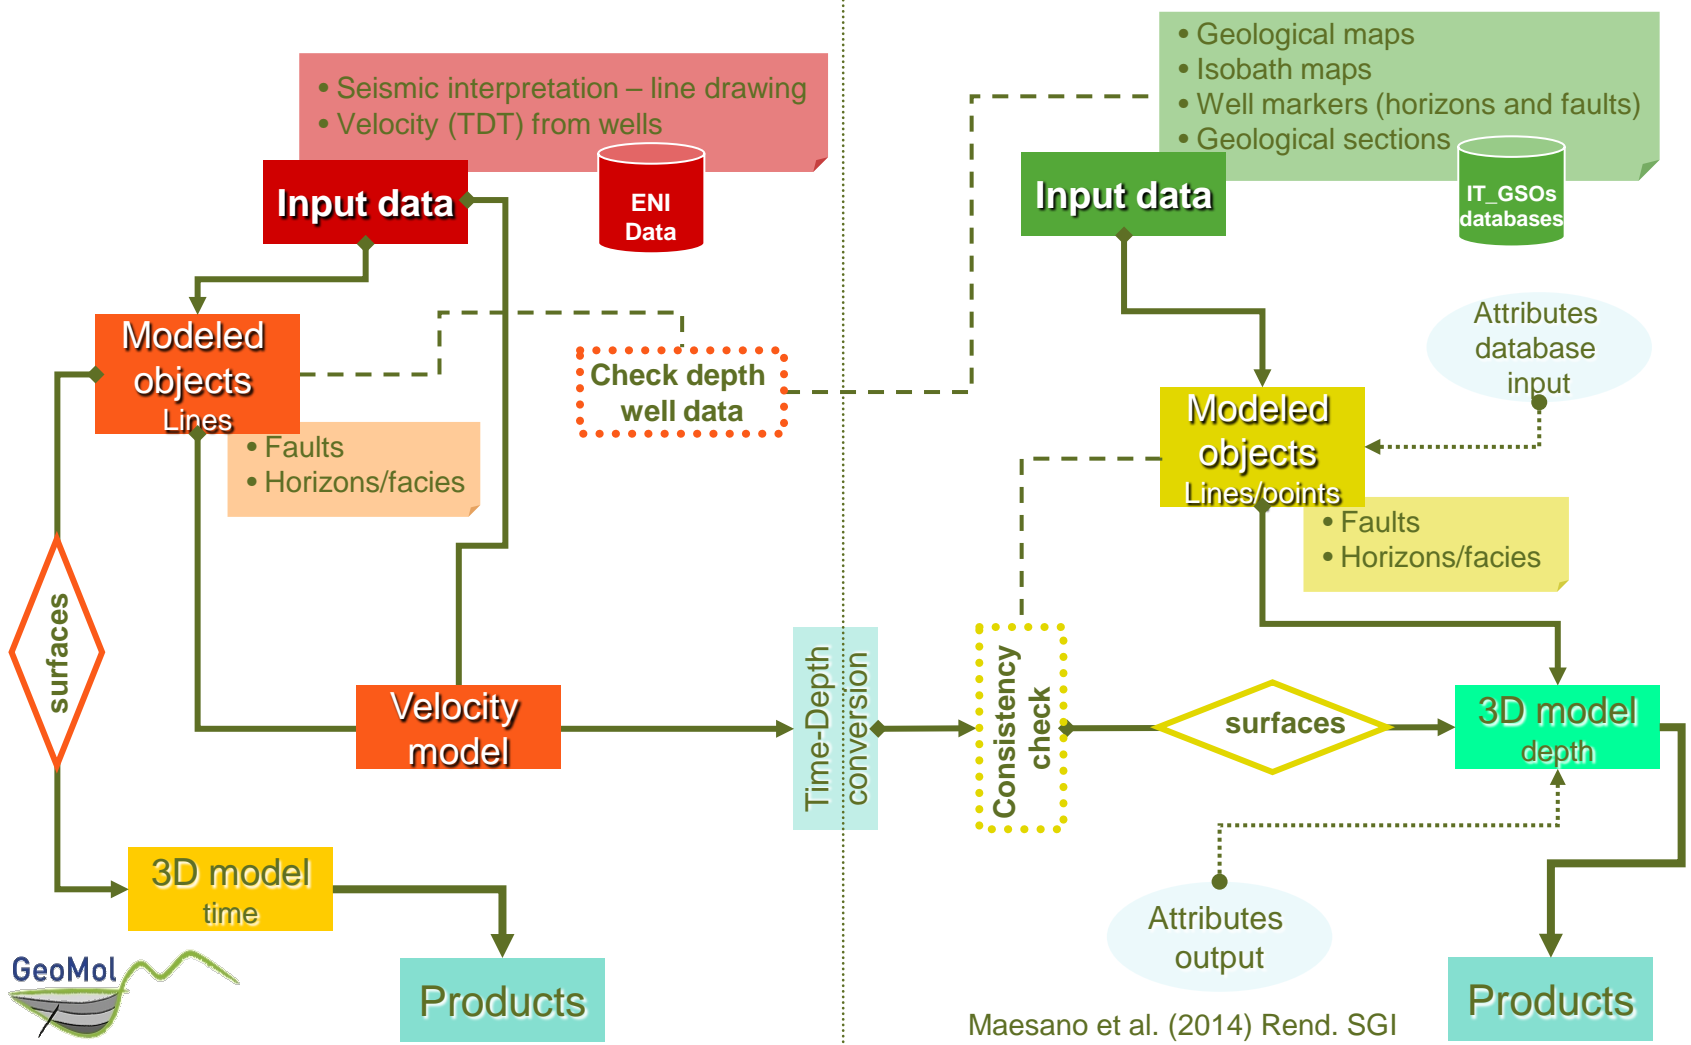 • Seismic interpretation – line drawing
• Velocity (TDT) from wells
Input data
ENI
Data
Modeled
objects
Lines
• Faults
• Horizons/facies
Check depth
well data
surfaces
Velocity
model
3D model
time
Products
GeoMol
Time-Depth
conversion
• Geological maps
• Isobath maps
• Well markers (horizons and faults)
• Geological sections
Input data
IT_GSOs
databases
Attributes
database
input
Modeled
objects
Lines/points
• Faults
• Horizons/facies
Consistency
check
surfaces
3D model
depth
Attributes
output
Products
Maesano et al. (2014) Rend. SGI